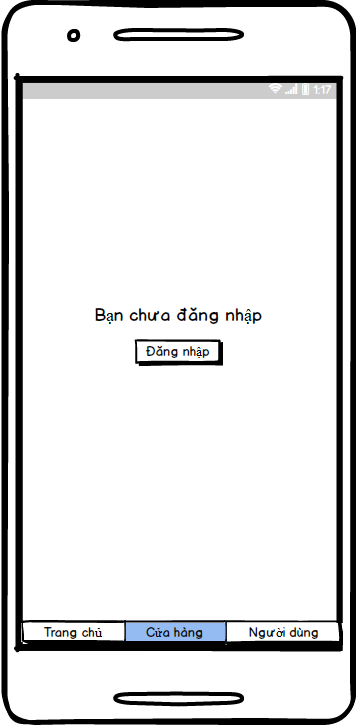 1:17
Bạn chưa đăng nhập
Đăng nhập
Trang chủ Cửa hàng Người dùng